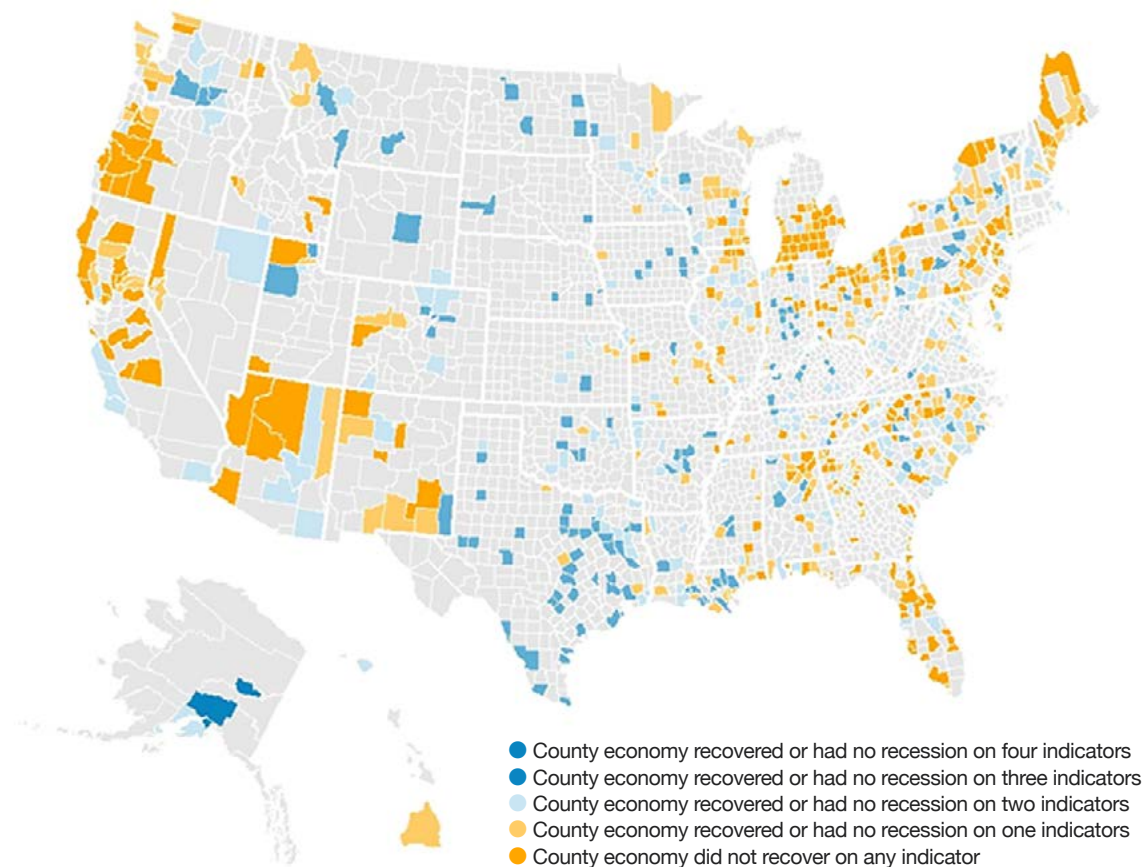 County economy recovered or had no recession on four indicators
County economy recovered or had no recession on three indicators
County economy recovered or had no recession on two indicators
County economy recovered or had no recession on one indicators
County economy did not recover on any indicator